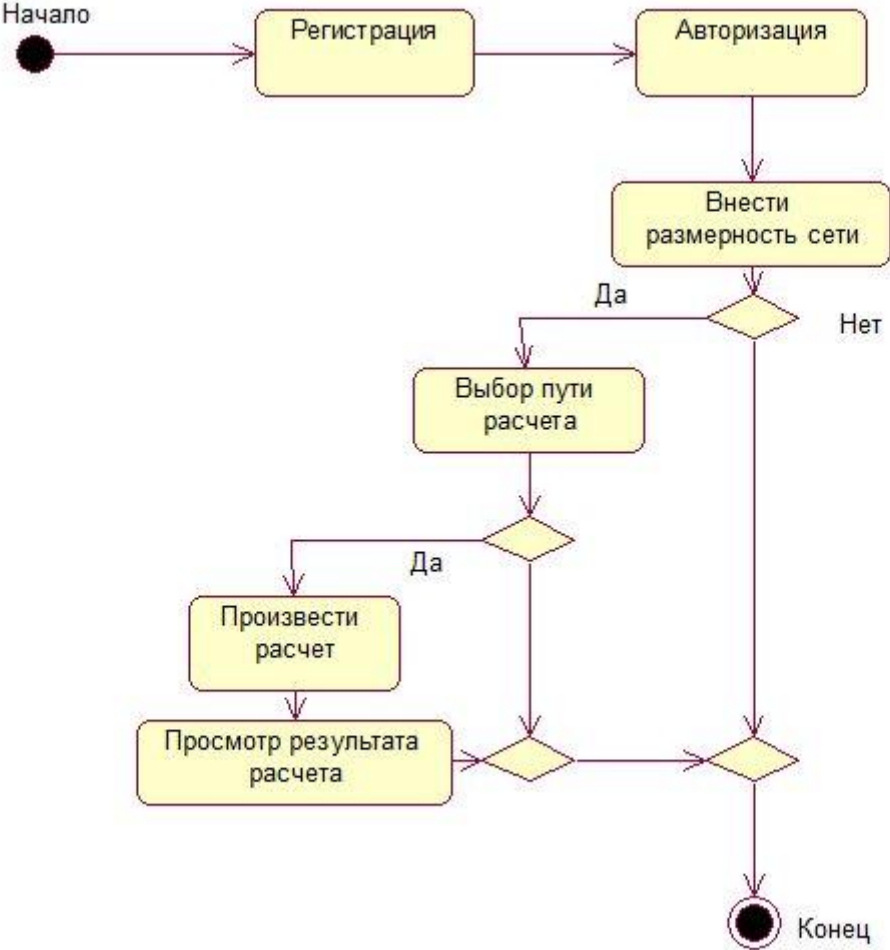 Начало
Регистрация
Авторизация
Внести
размерность сети
Да
Нет
Выбор пути
расчета
Да
Произвести
расчет
Просмотр результата
расчета
Конец